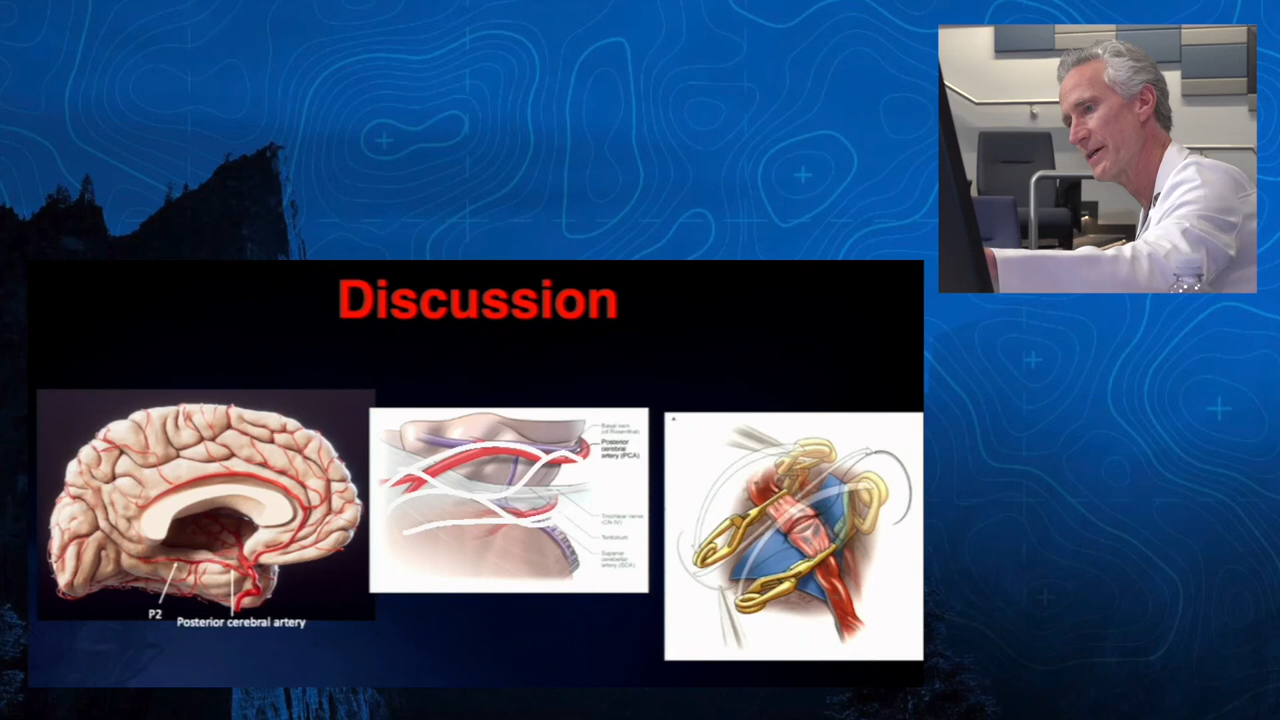 Discussion
Basal vein
(of Rosenthal)
Posterior
cerebral
artery (PCA)
Trochlear nerve
(CN IV)
Tentorium
Superior
cerebellar
artery (SCA)
P2
Posterior cerebral artery